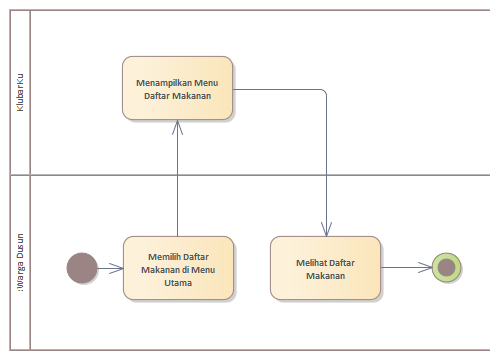 KlubarKu
Menampilkan Menu
Daftar Makanan
:Warga Dusun
Memilih Daftar
Makanan di Menu
Utama
Melihat Daftar
Makanan